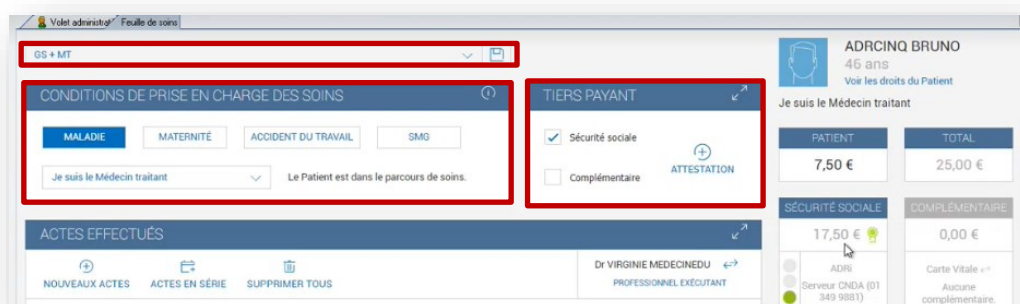 Volet administrat Feuille de soins
GS + MT
CONDITIONS DE PRISE EN CHARGE DES SOINS
MALADIE MATERNITÉ ACCIDENT DU TRAVAIL SMG
Je suis le Médecin traitant Le Patient est dans le parcours de soins.
TIERS PAYANT
Sécurité sociale
Complémentaire
ATTESTATION
ACTES EFFECTUÉS
NOUVEAUX ACTES ACTES EN SÉRIE SUPPRIMER TOUS
Dr VIRGINIE MEDECINEDU
PROFESSIONNEL EXÉCUTANT
ADRCINQ BRUNO
46 ans
Voir les droits du Patient
Je suis le Médecin traitant
PATIENT TOTAL
7,50 € 25,00 €
SÉCURITÉ SOCIALE COMPLÉMENTAIRE
17,50 € 0,00 €
ADRi
Serveur CNDA (01
349 9881)
Carte Vitale
Aucune
complémentaire.